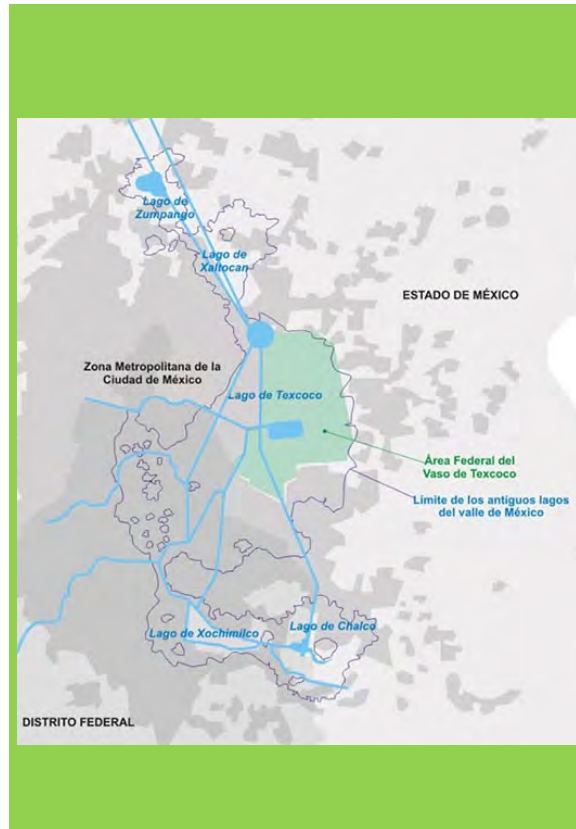 Lago de
Zumpango
Lago de
Xaltocan
ESTADO DE MÉXICO
Zona Metropolitana de la
Ciudad de México
Lago de Texcoco
Área Federal del
Vaso de Texcoco
Límite de los antiguos lagos
del valle de México
Lago de Xochimilco
Lago de Chalco
DISTRITO FEDERAL